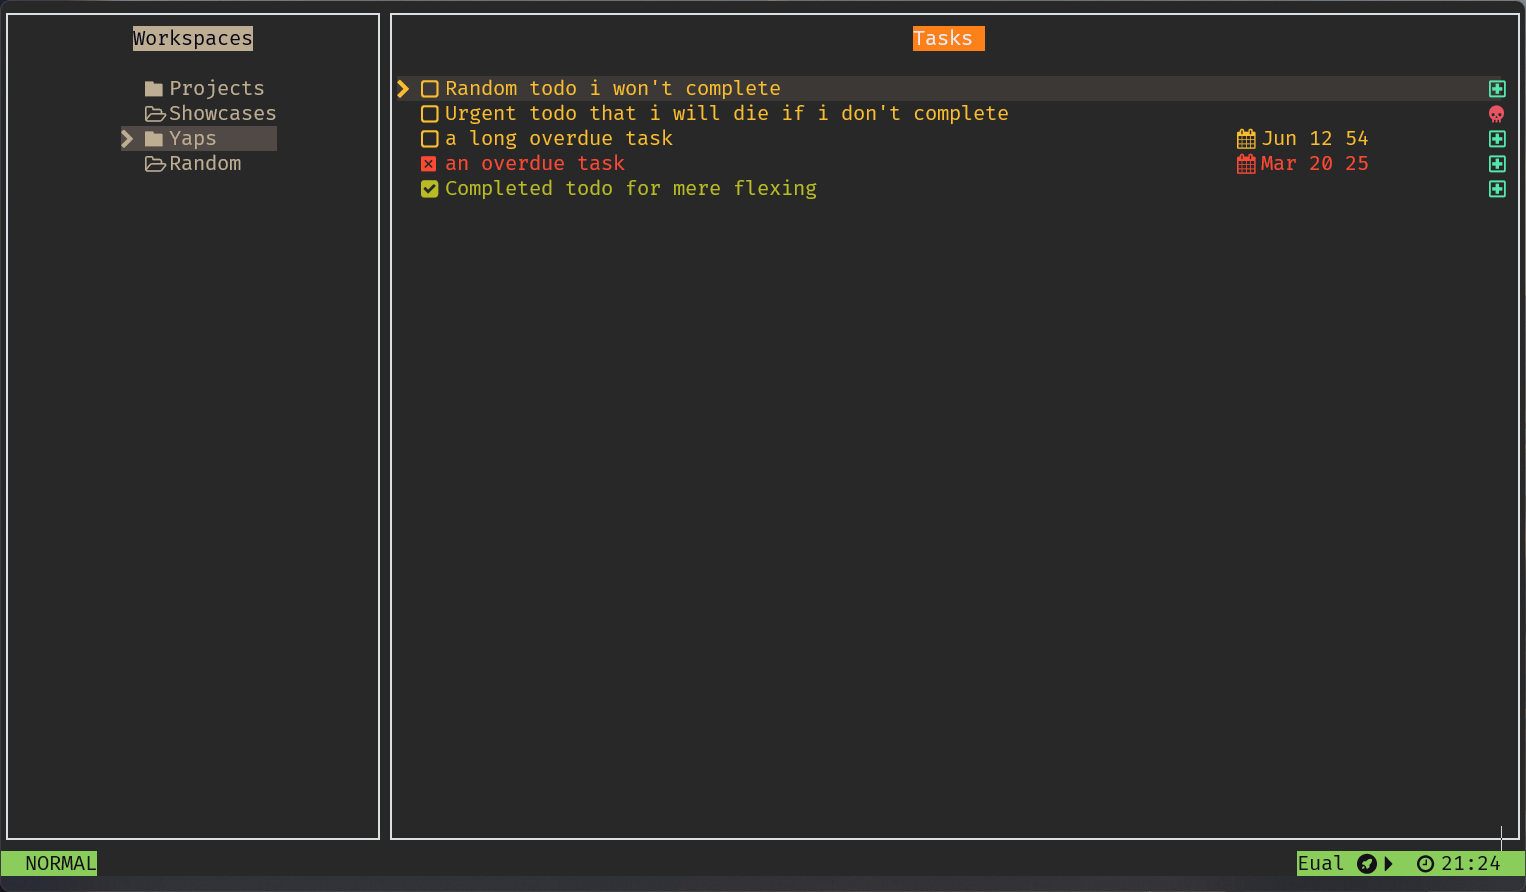 Workspaces
Projects
Showcases
Yaps
Random
Tasks
Random todo i won't complete
Urgent todo that i will die if i don't complete
a long overdue task Jun 12 54
an overdue task Mar 20 25
Completed todo for mere flexing
NORMAL
Eual 21:24